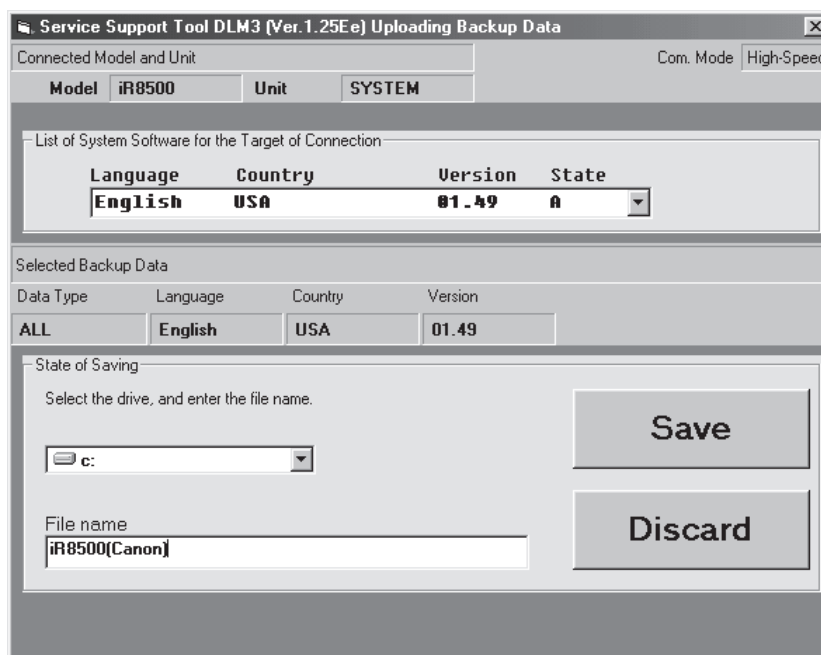 Service Support Tool DLM3 (Ver.1.25Ee) Uploading Backup Data
Connected Model and Unit Com. Mode High-Speed
Model iR8500 Unit SYSTEM
List of System Software for the Target of Connection
Language Country Version State
English USA 01.49 A
Selected Backup Data
Data Type Language Country Version
ALL English USA 01.49
State of Saving
Select the drive, and enter the file name.
Save
c:
Discard
File name
iR8500(Canon)